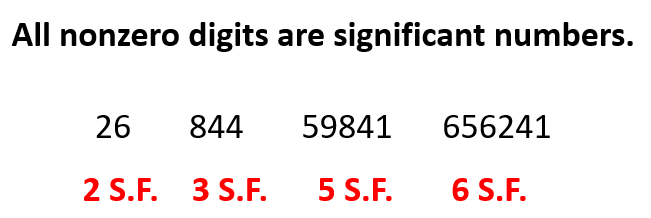 All nonzero digits are significant numbers.
26 844 59841 656241
2 S.F. 3 S.F. 5 S.F. 6 S.F.